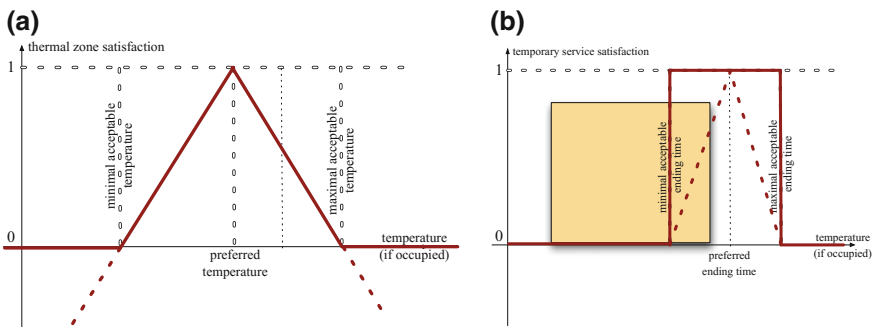 (a)
thermal zone satisfaction
1
minimal acceptable
temperature
maximal acceptable
temperature
0
preferred
temperature
temperature
(if occupied)
(b)
temporary service satisfaction
1
minimal acceptable
ending time
maximal acceptable
ending time
0
preferred
ending time
temperature
(if occupied)